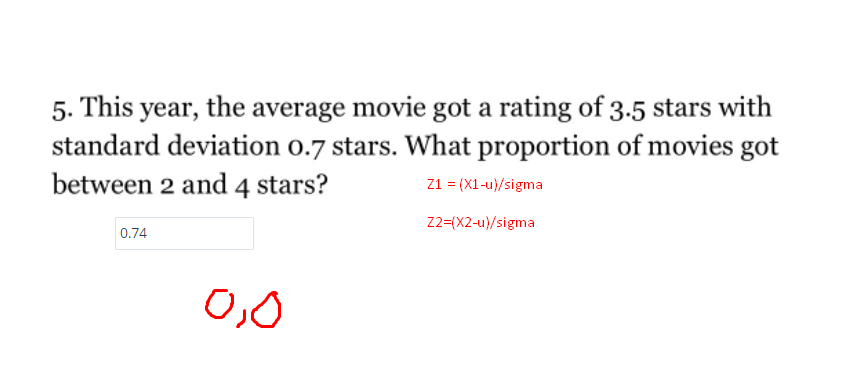 5. This year, the average movie got a rating of 3.5 stars with
standard deviation 0.7 stars. What proportion of movies got
between 2 and 4 stars?
Z1 = (X1-u)/sigma
Z2=(X2-u)/sigma
0.74
0,0